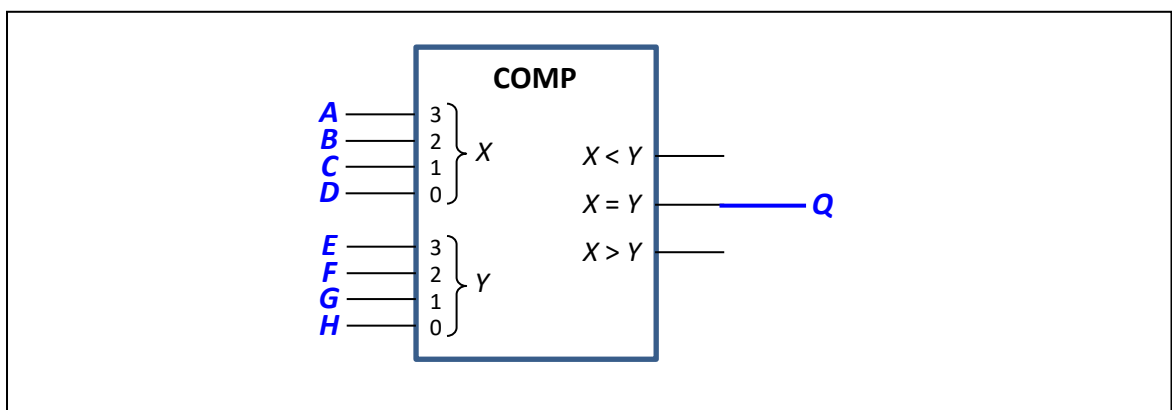 COMP
A 3
B 2
C 1
D 0
X
E 3
F 2
G 1
H 0
Y
X < Y
X = Y Q
X > Y